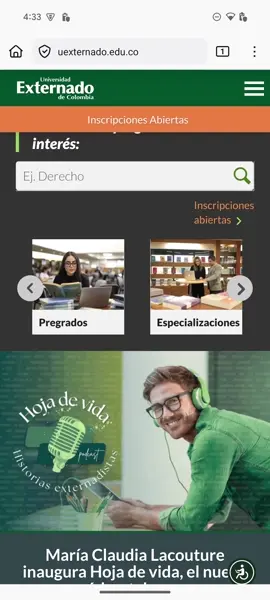 4:33
uexternado.edu.co
1
Universidad
Externado
de Colombia
Inscripciones Abiertas
interés:
Ej. Derecho
Inscripciones
abiertas
Pregrados
Especializaciones
Hoja de vida
podcast
Historias externadistas
María Claudia Lacouture
inaugura Hoja de vida, el nue